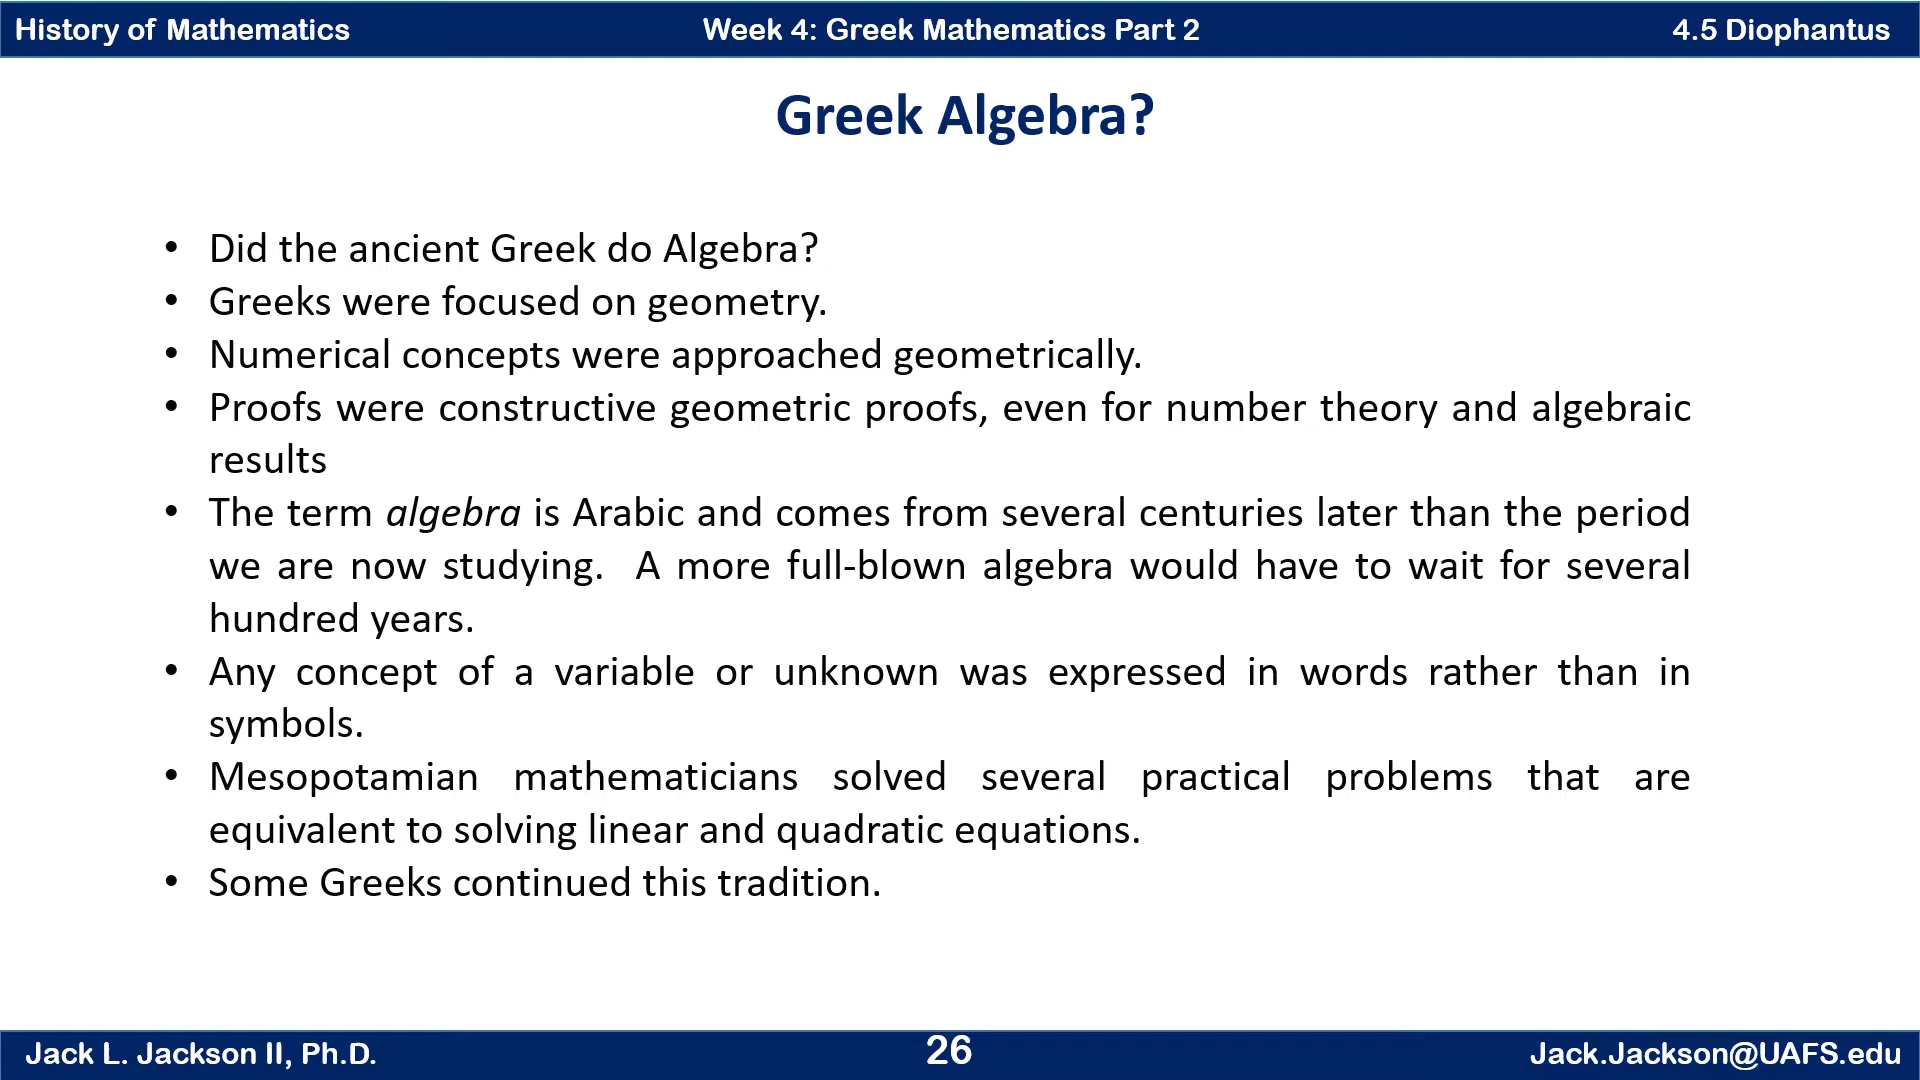 History of Mathematics
Week 4: Greek Mathematics Part 2
4.5 Diophantus
Greek Algebra?
• Did the ancient Greek do Algebra?
• Greeks were focused on geometry.
• Numerical concepts were approached geometrically.
• Proofs were constructive geometric proofs, even for number theory and algebraic
results
• The term algebra is Arabic and comes from several centuries later than the period
we are now studying.  A more full-blown algebra would have to wait for several
hundred years.
• Any concept of a variable or unknown was expressed in words rather than in
symbols.
• Mesopotamian mathematicians solved several practical problems that are
equivalent to solving linear and quadratic equations.
• Some Greeks continued this tradition.
Jack L. Jackson II, Ph.D.
26
Jack.Jackson@UAFS.edu